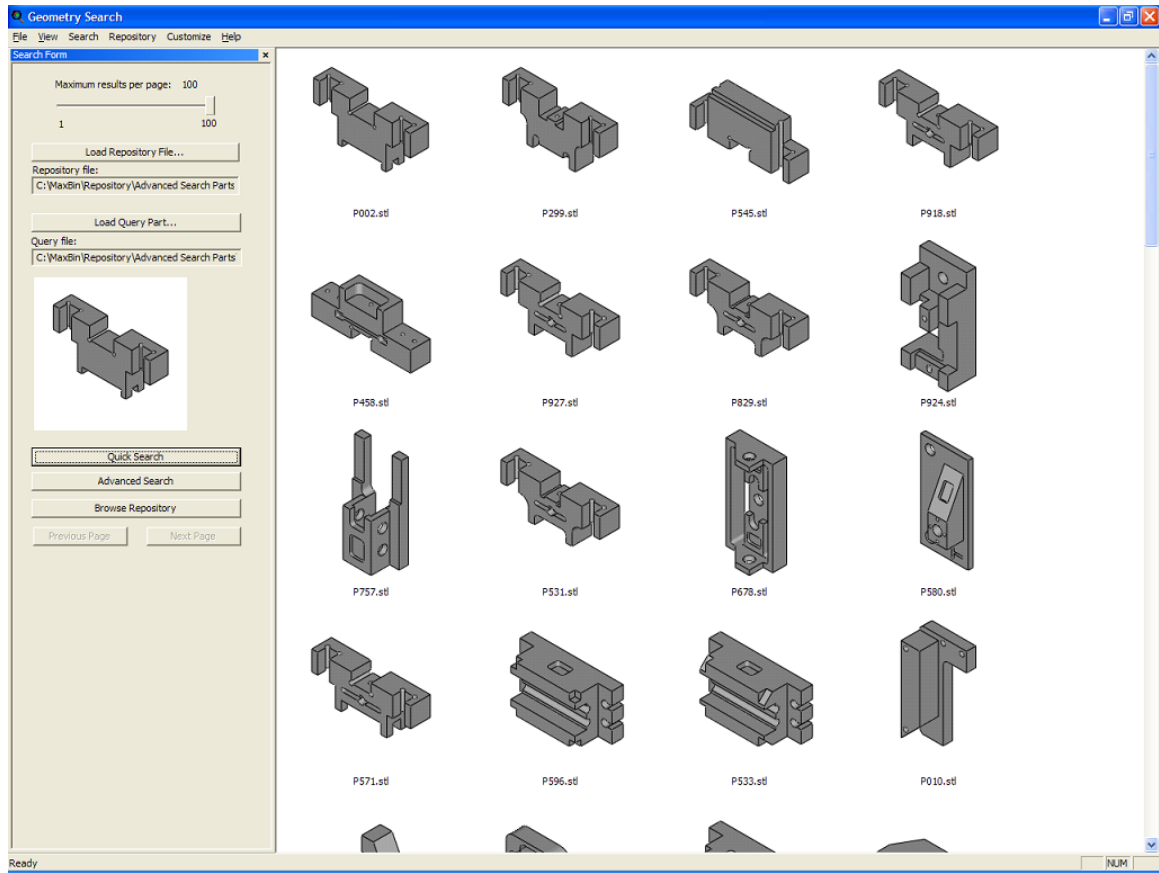 Geometry Search
File View Search Repository Customize Help
Search Form
Maximum results per page: 100
1 100
Load Repository File...
Repository file:
C:\MaxBin\Repository\Advanced Search Parts
Load Query Part...
Query file:
C:\MaxBin\Repository\Advanced Search Parts
Quick Search
Advanced Search
Browse Repository
Previous Page Next Page
P002.stl P299.stl P545.stl P918.stl
P458.stl P927.stl P829.stl P924.stl
P757.stl P531.stl P678.stl P580.stl
P571.stl P596.stl P533.stl P010.stl
Ready NUM